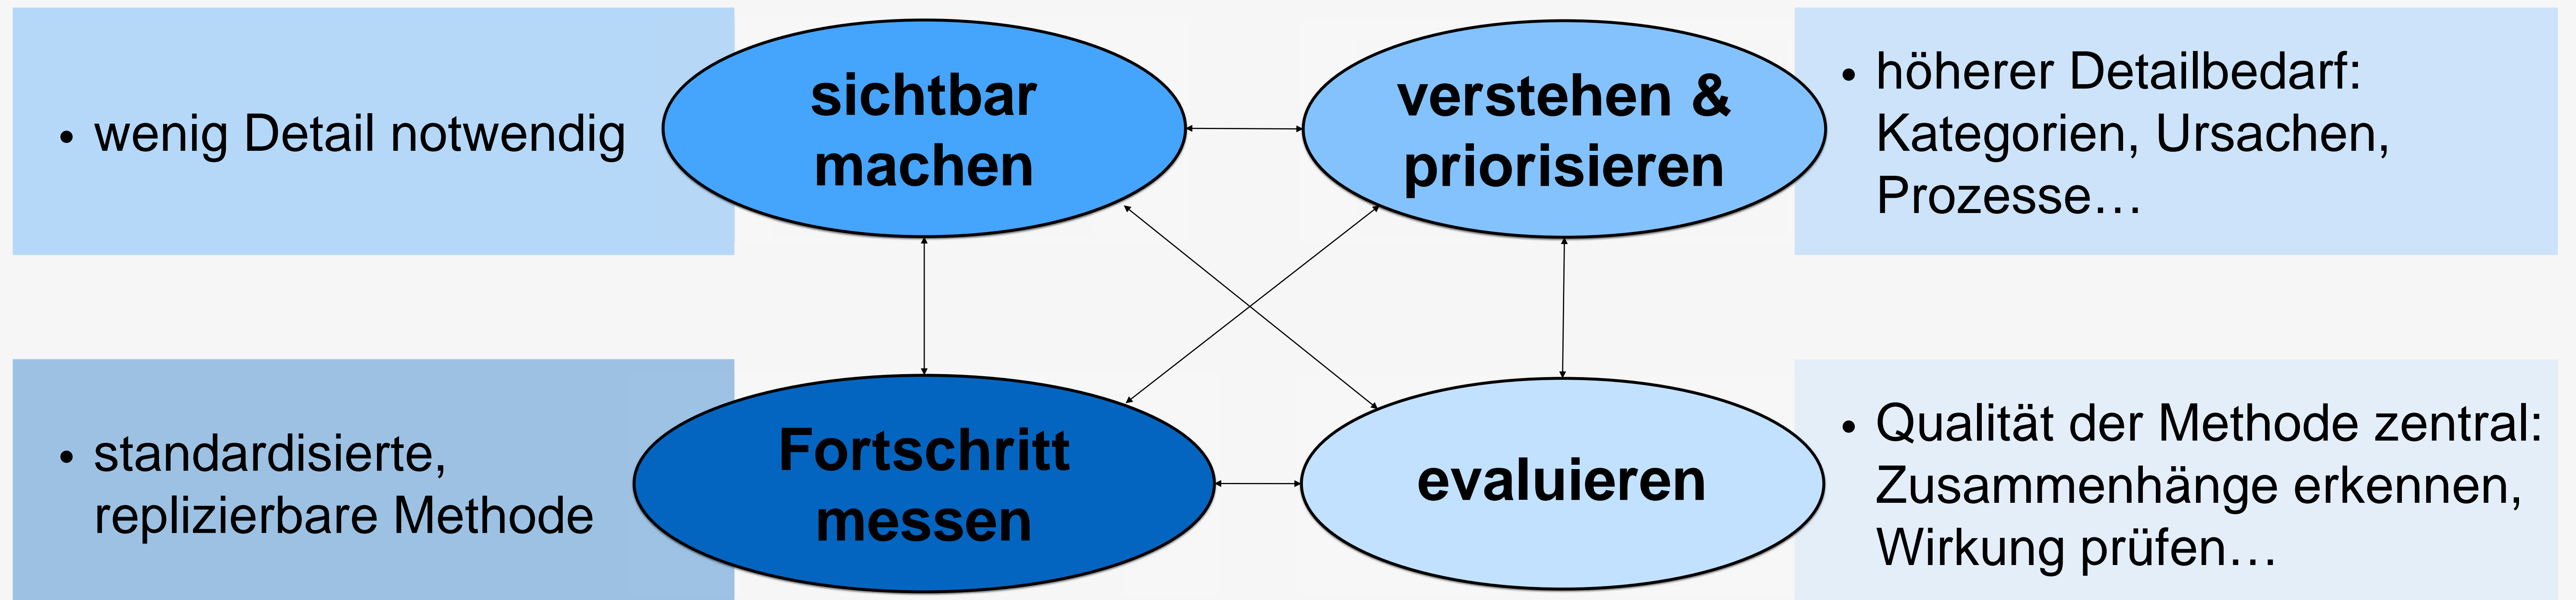 • wenig Detail notwendig
sichtbar
machen
verstehen &
priorisieren
• höherer Detailbedarf:
Kategorien, Ursachen,
Prozesse…
• standardisierte,
replizierbare Methode
Fortschritt
messen
evaluieren
• Qualität der Methode zentral:
Zusammenhänge erkennen,
Wirkung prüfen…